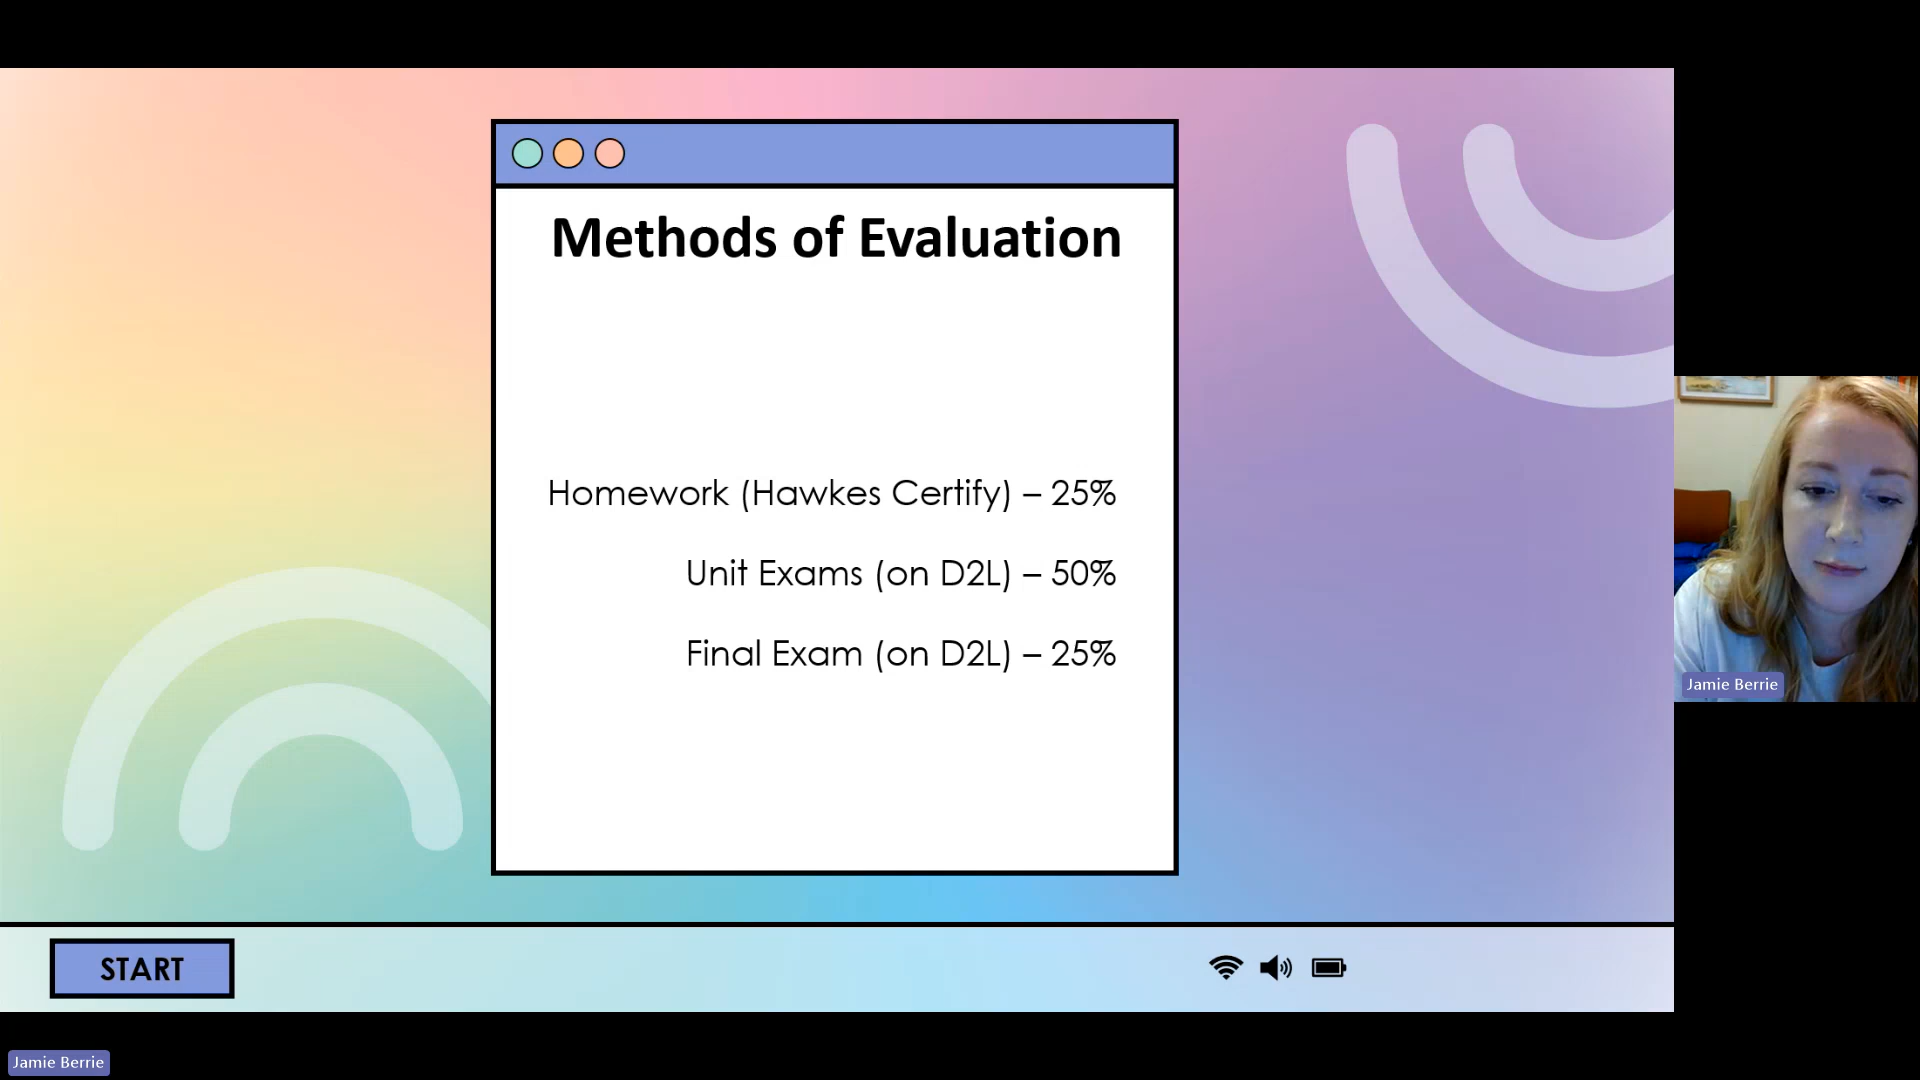 Methods of Evaluation
Homework (Hawkes Certify) – 25%
Unit Exams (on D2L) – 50%
Final Exam (on D2L) – 25%
Jamie Berrie
START
Jamie Berrie